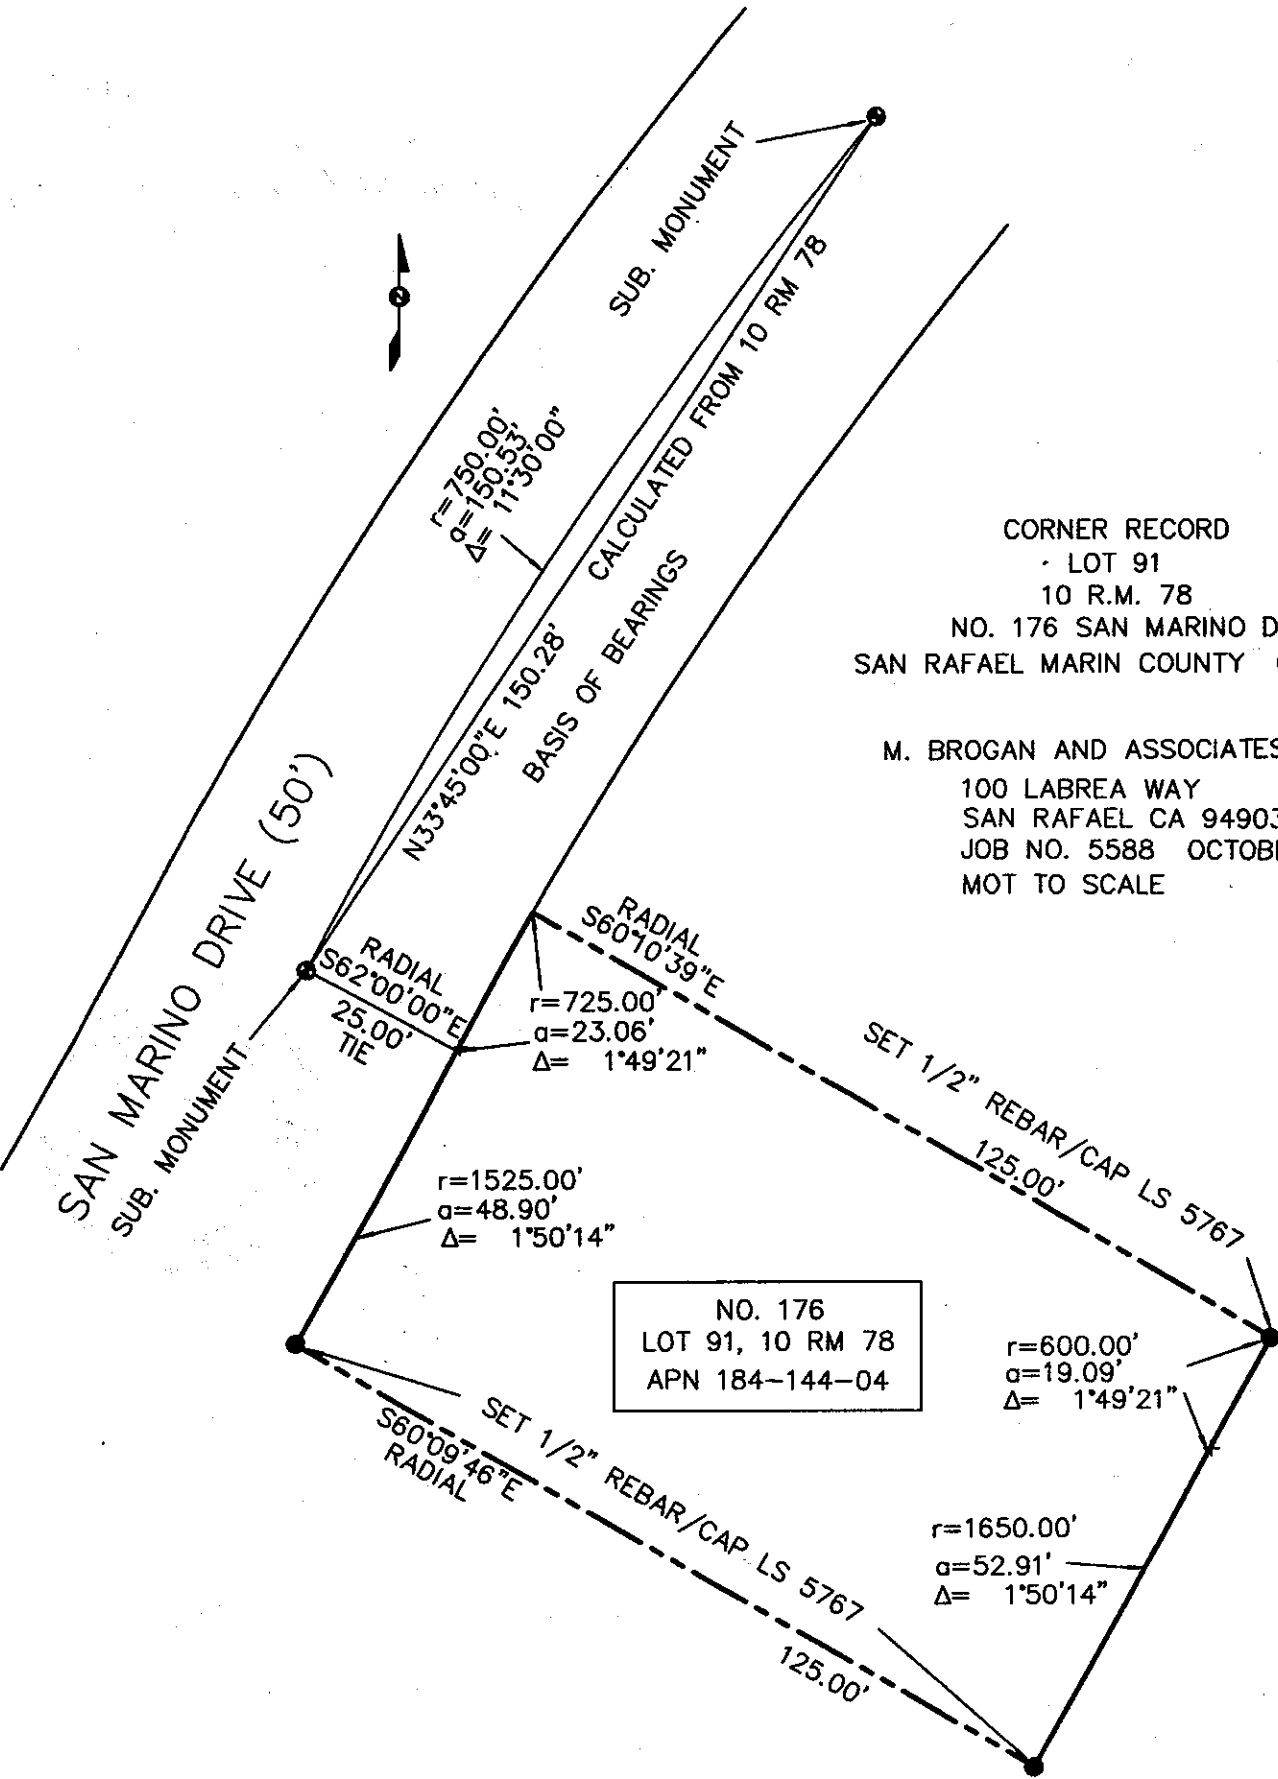 SUB. MONUMENT
r=750.00'
a=150.53'
Δ= 11°30'00"
CALCULATED FROM 10 RM 78
N33°45'00"E 150.28'
BASIS OF BEARINGS
CORNER RECORD
LOT 91
10 R.M. 78
NO. 176 SAN MARINO D
SAN RAFAEL MARIN COUNTY
M. BROGAN AND ASSOCIATES
100 LABREA WAY
SAN RAFAEL CA 94903
JOB NO. 5588 OCTOB
MOT TO SCALE
SAN MARINO DRIVE (50')
SUB. MONUMENT
RADIAL
S62°00'00"E
25.00'
TIE
RADIAL
S60°10'39"E
r=725.00'
a=23.06'
Δ= 1°49'21"
SET 1/2" REBAR/CAP LS 5767
125.00'
r=1525.00'
a=48.90'
Δ= 1°50'14"
NO. 176
LOT 91, 10 RM 78
APN 184-144-04
r=600.00'
a=19.09'
Δ= 1°49'21"
S60°09'46"E
RADIAL
SET 1/2" REBAR/CAP LS 5767
125.00'
r=1650.00'
a=52.91'
Δ= 1°50'14"